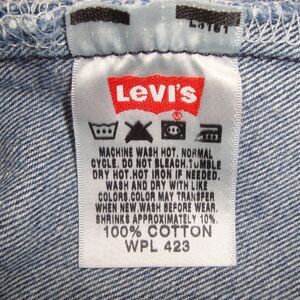 LEVI'S
MACHINE WASH HOT. NORMAL
CYCLE. DO NOT BLEACH. TUMBLE
DRY HOT. HOT IRON IF NEEDED.
WASH AND DRY WITH LIKE
COLORS. COLOR MAY TRANSFER
WHEN NEW. WASH BEFORE WEAR.
SHRINKS APPROXIMATELY 10%.
100% COTTON
WPL 423